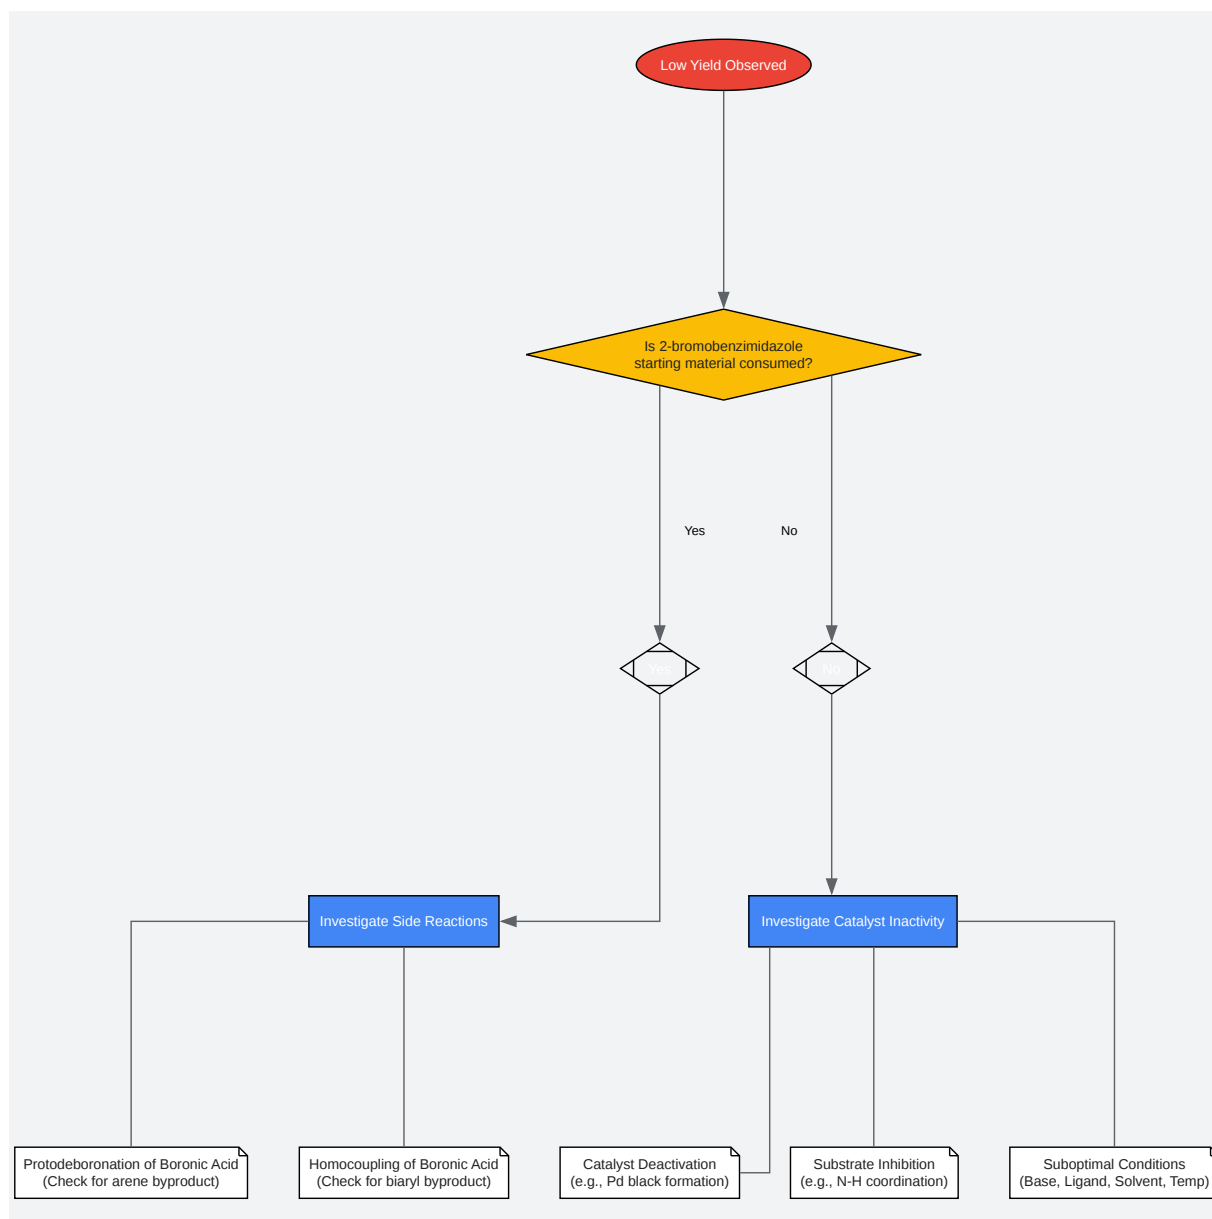 Low Yield Observed
Is 2-bromobenzimidazole
starting material consumed?
Yes
No
Yes
No
Investigate Side Reactions
Investigate Catalyst Inactivity
Protodeboronation of Boronic Acid
(Check for arene byproduct)
Homocoupling of Boronic Acid
(Check for biaryl byproduct)
Catalyst Deactivation
(e.g., Pd black formation)
Substrate Inhibition
(e.g., N-H coordination)
Suboptimal Conditions
(Base, Ligand, Solvent, Temp)